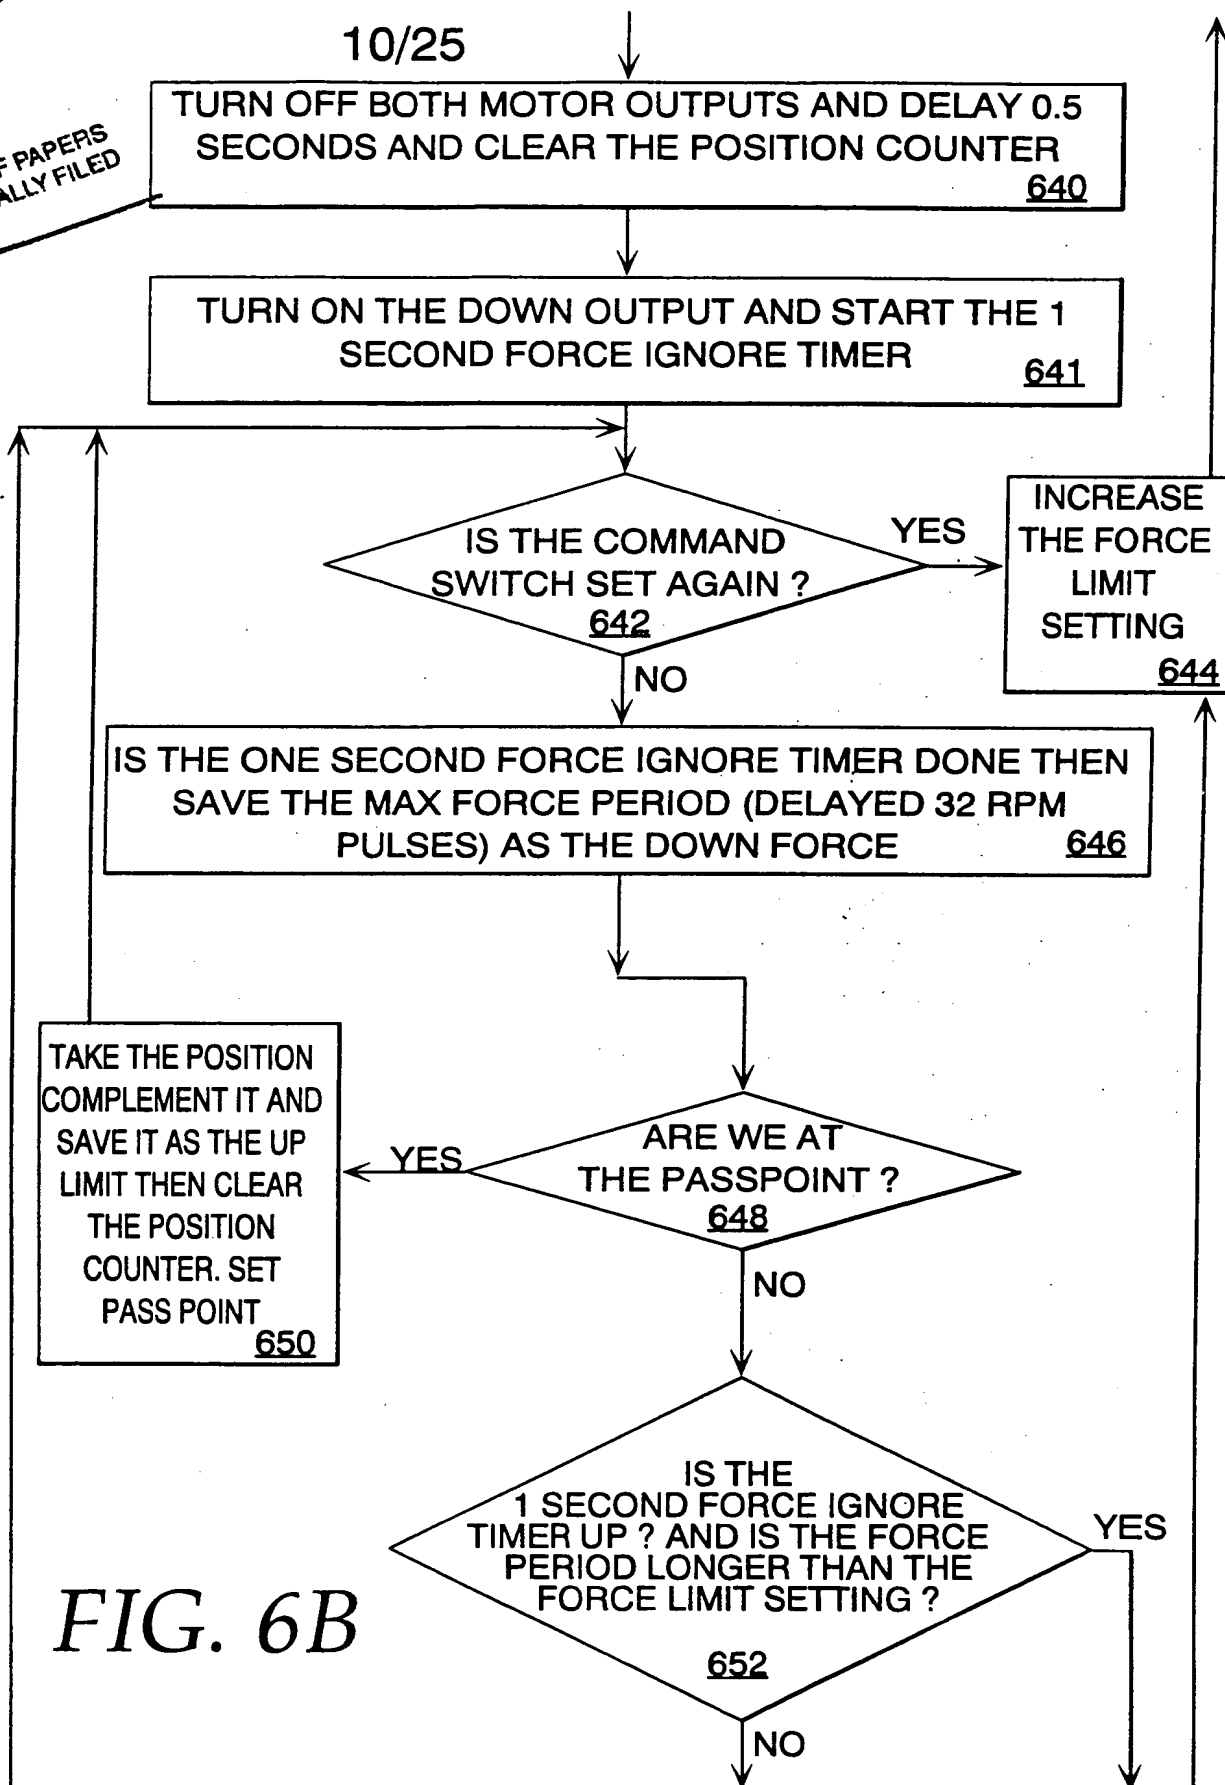 10/25
F PAPERS
ALLY FILED
TURN OFF BOTH MOTOR OUTPUTS AND DELAY 0.5
SECONDS AND CLEAR THE POSITION COUNTER
640
TURN ON THE DOWN OUTPUT AND START THE 1
SECOND FORCE IGNORE TIMER
641
IS THE COMMAND
SWITCH SET AGAIN ?
642
YES
INCREASE
THE FORCE
LIMIT
SETTING
644
NO
IS THE ONE SECOND FORCE IGNORE TIMER DONE THEN
SAVE THE MAX FORCE PERIOD (DELAYED 32 RPM
PULSES) AS THE DOWN FORCE
646
TAKE THE POSITION
COMPLEMENT IT AND
SAVE IT AS THE UP
LIMIT THEN CLEAR
THE POSITION
COUNTER. SET
PASS POINT
650
YES
ARE WE AT
THE PASSPOINT ?
648
NO
IS THE
1 SECOND FORCE IGNORE
TIMER UP ? AND IS THE FORCE
PERIOD LONGER THAN THE
FORCE LIMIT SETTING ?
652
YES
NO
FIG. 6B